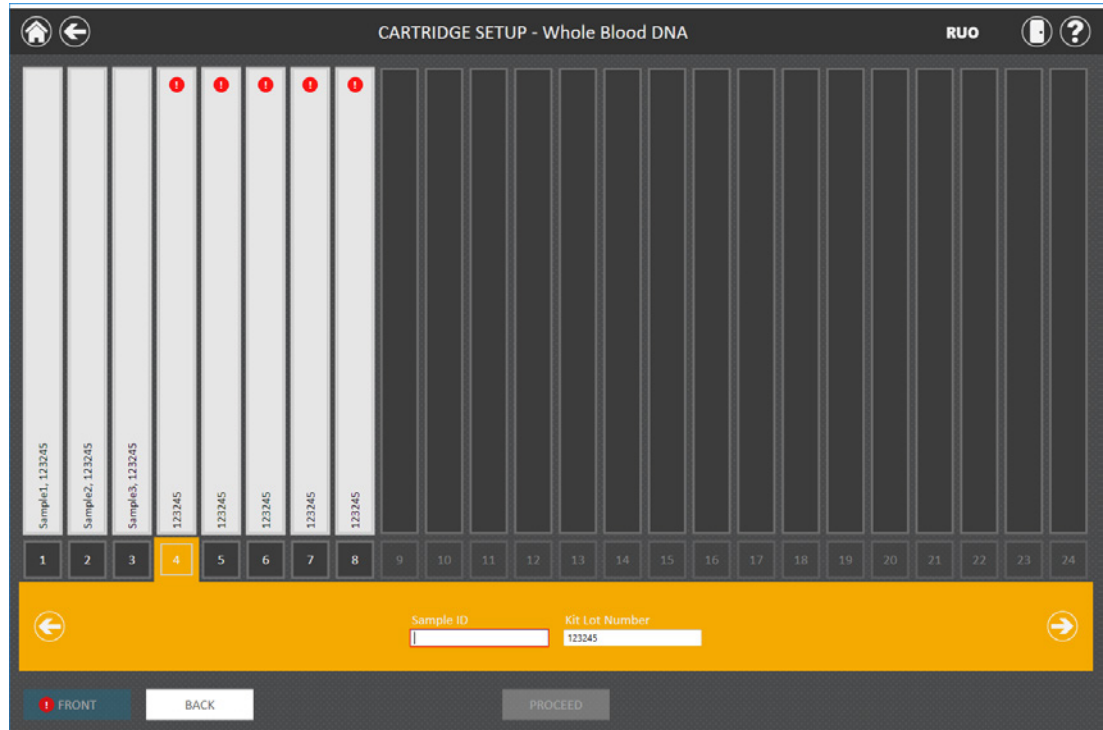 CARTRIDGE SETUP - Whole Blood DNA
RUO
?
!
!
!
!
!
Sample1, 123245
Sample2, 123245
Sample3, 123245
123245
123245
123245
123245
123245
1 2 3 4 5 6 7 8 9 10 11 12 13 14 15 16 17 18 19 20 21 22 23 24
Sample ID
Kit Lot Number
123245
! FRONT
BACK
PROCEED